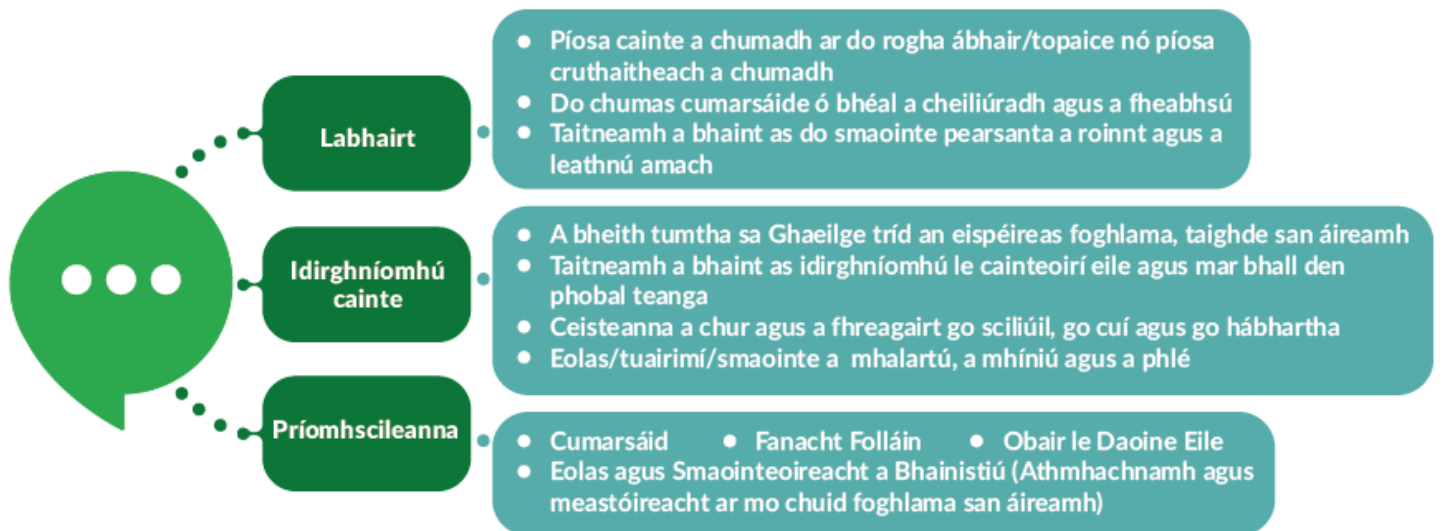 Labhairt
• Píosa cainte a chumadh ar do rogha ábhair/topaice nó píosa
cruthaitheach a chumadh
• Do chumas cumarsáide ó bhéal a cheiliúradh agus a fheabhsú
• Taitneamh a bhaint as do smaointe pearsanta a roinnt agus a
leathnú amach
Idirghníomhú
cainte
• A bheith tumtha sa Ghaeilge tríd an eispéireas foghlama, taighde san áireamh
• Taitneamh a bhaint as idirghníomhú le cainteoirí eile agus mar bhall den
phobal teanga
• Ceisteanna a chur agus a fhreagairt go sciliúil, go cuí agus go hábhartha
• Eolas/tuairimí/smaointe a mhalartú, a mhíniú agus a phlé
Príomhscileanna
• Cumarsáid • Fanacht Folláin • Obair le Daoine Eile
• Eolas agus Smaointeoireacht a Bhainistiú (Athmhachnamh agus
meastóireacht ar mo chuid foghlama san áireamh)